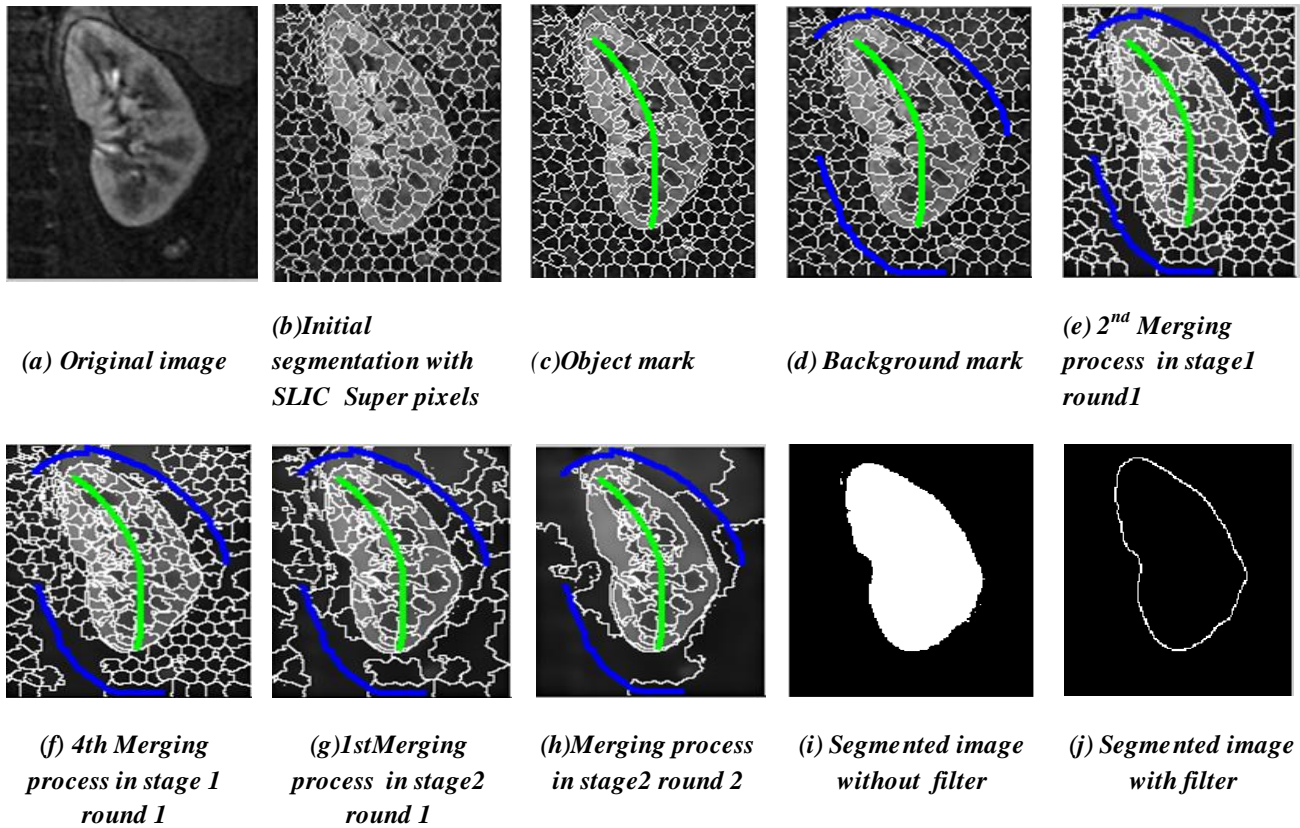 (a) Original image
(b)Initial
segmentation with
SLIC Super pixels
(c)Object mark
(d) Background mark
(e) 2nd Merging
process in stage1
round1
(f) 4th Merging
process in stage 1
round 1
(g)1stMerging
process in stage2
round 1
(h)Merging process
in stage2 round 2
(i) Segmented image
without filter
(j) Segmented image
with filter